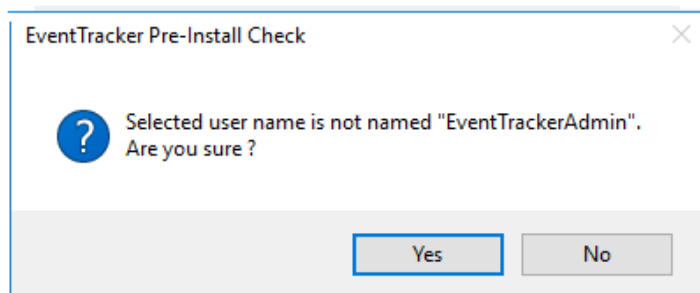 EventTracker Pre-Install Check
Selected user name is not named "EventTrackerAdmin".
Are you sure ?
Yes
No